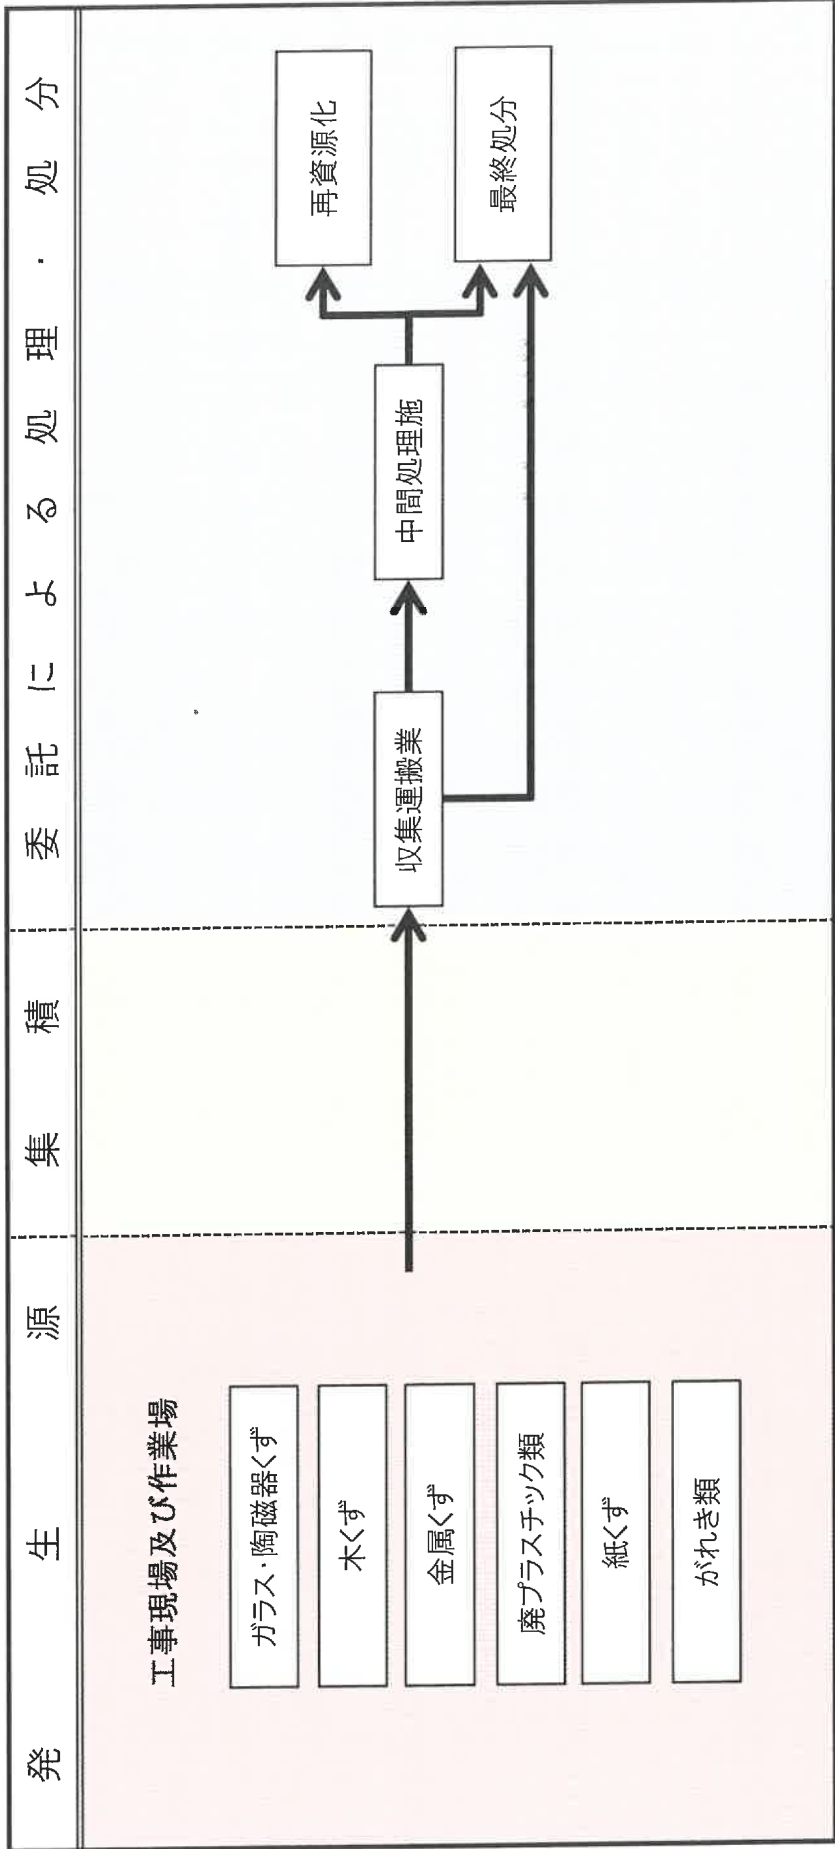 発生源
集積
委託による処理・処分
工事現場及び作業場
ガラス・陶磁器くず
木くず
金属くず
廃プラスチック類
紙くず
がれき類
収集運搬業
中間処理施
再資源化
最終処分